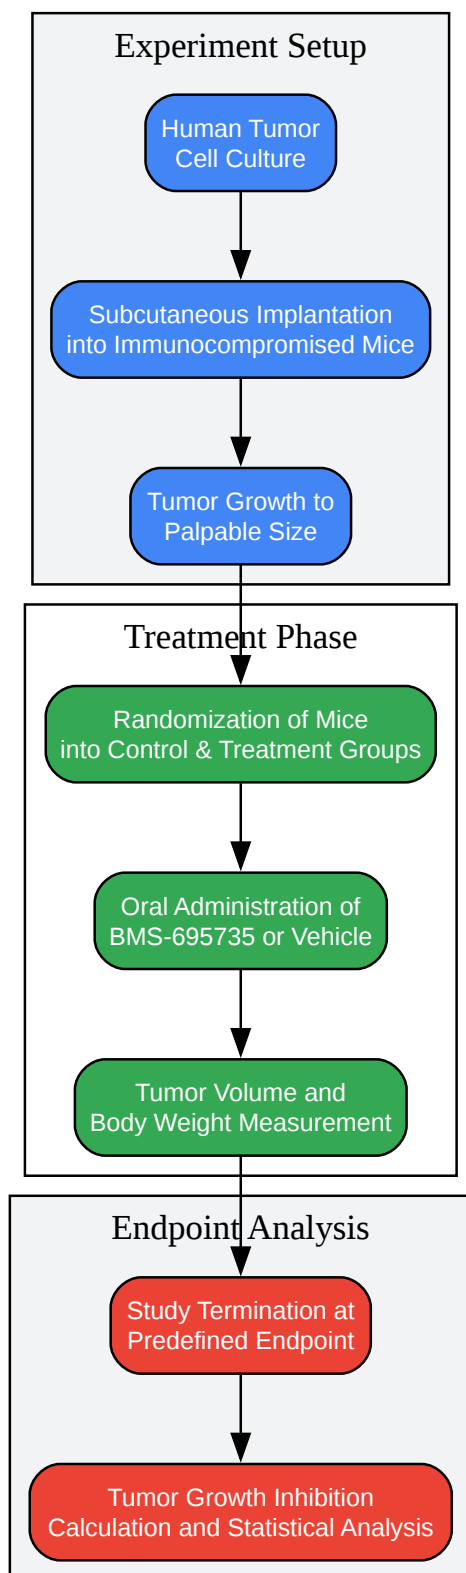 Experiment Setup
Human Tumor
Cell Culture
Subcutaneous Implantation
into Immunocompromised Mice
Tumor Growth to
Palpable Size
Treatment Phase
Randomization of Mice
into Control & Treatment Groups
Oral Administration of
BMS-695735 or Vehicle
Tumor Volume and
Body Weight Measurement
Endpoint Analysis
Study Termination at
Predefined Endpoint
Tumor Growth Inhibition
Calculation and Statistical Analysis